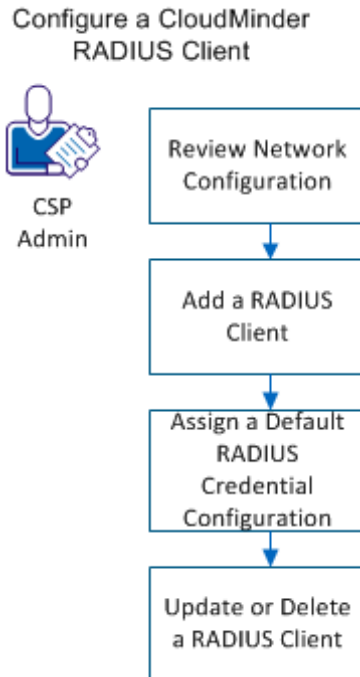 Configure a CloudMinder
RADIUS Client
CSP
Admin
Review Network
Configuration
Add a RADIUS
Client
Assign a Default
RADIUS
Credential
Configuration
Update or Delete
a RADIUS Client